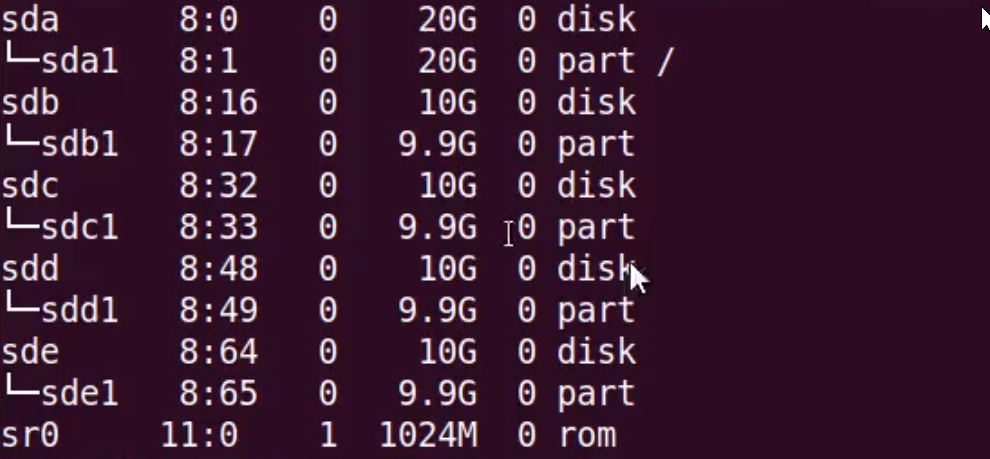 sda 8:0 0 20G 0 disk
└─sda1 8:1 0 20G 0 part /
sdb 8:16 0 10G 0 disk
└─sdb1 8:17 0 9.9G 0 part
sdc 8:32 0 10G 0 disk
└─sdc1 8:33 0 9.9G 0 part
sdd 8:48 0 10G 0 disk
└─sdd1 8:49 0 9.9G 0 part
sde 8:64 0 10G 0 disk
└─sde1 8:65 0 9.9G 0 part
sr0 11:0 1 1024M 0 rom